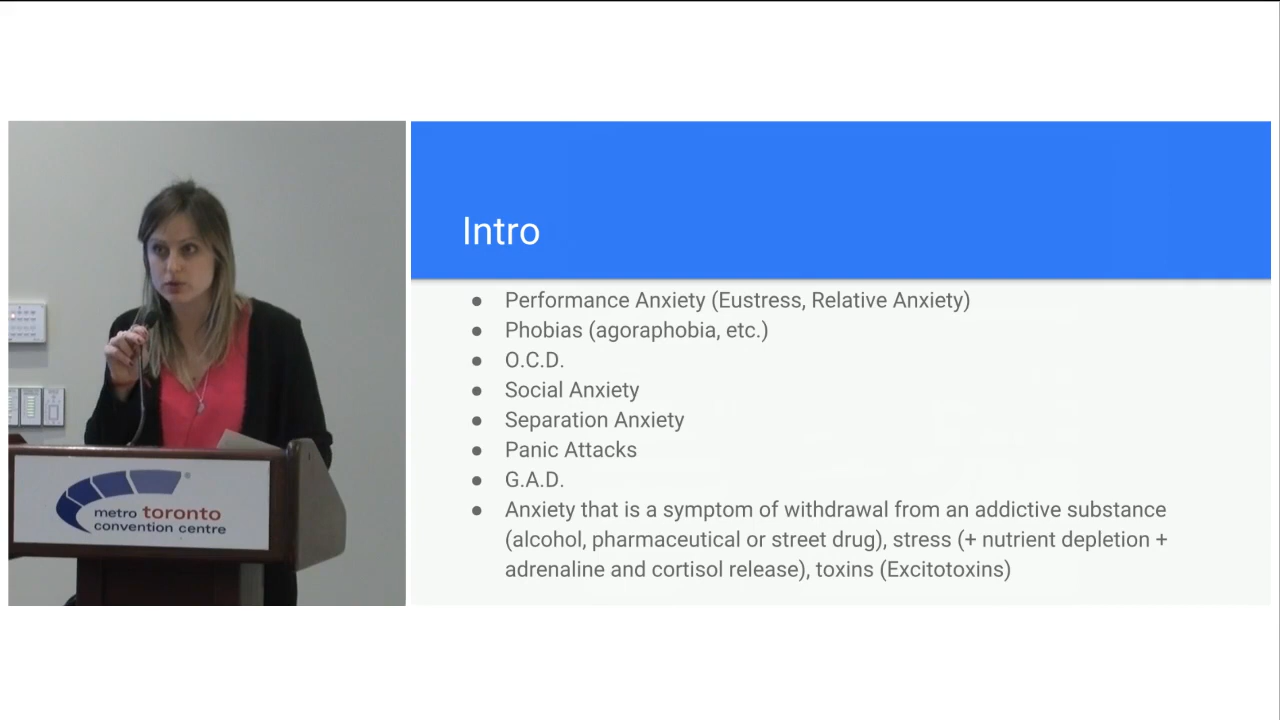 Intro
● Performance Anxiety (Eustress, Relative Anxiety)
● Phobias (agoraphobia, etc.)
● O.C.D.
● Social Anxiety
● Separation Anxiety
● Panic Attacks
● G.A.D.
● Anxiety that is a symptom of withdrawal from an addictive substance
(alcohol, pharmaceutical or street drug), stress (+ nutrient depletion +
adrenaline and cortisol release), toxins (Excitotoxins)
metro toronto
convention centre